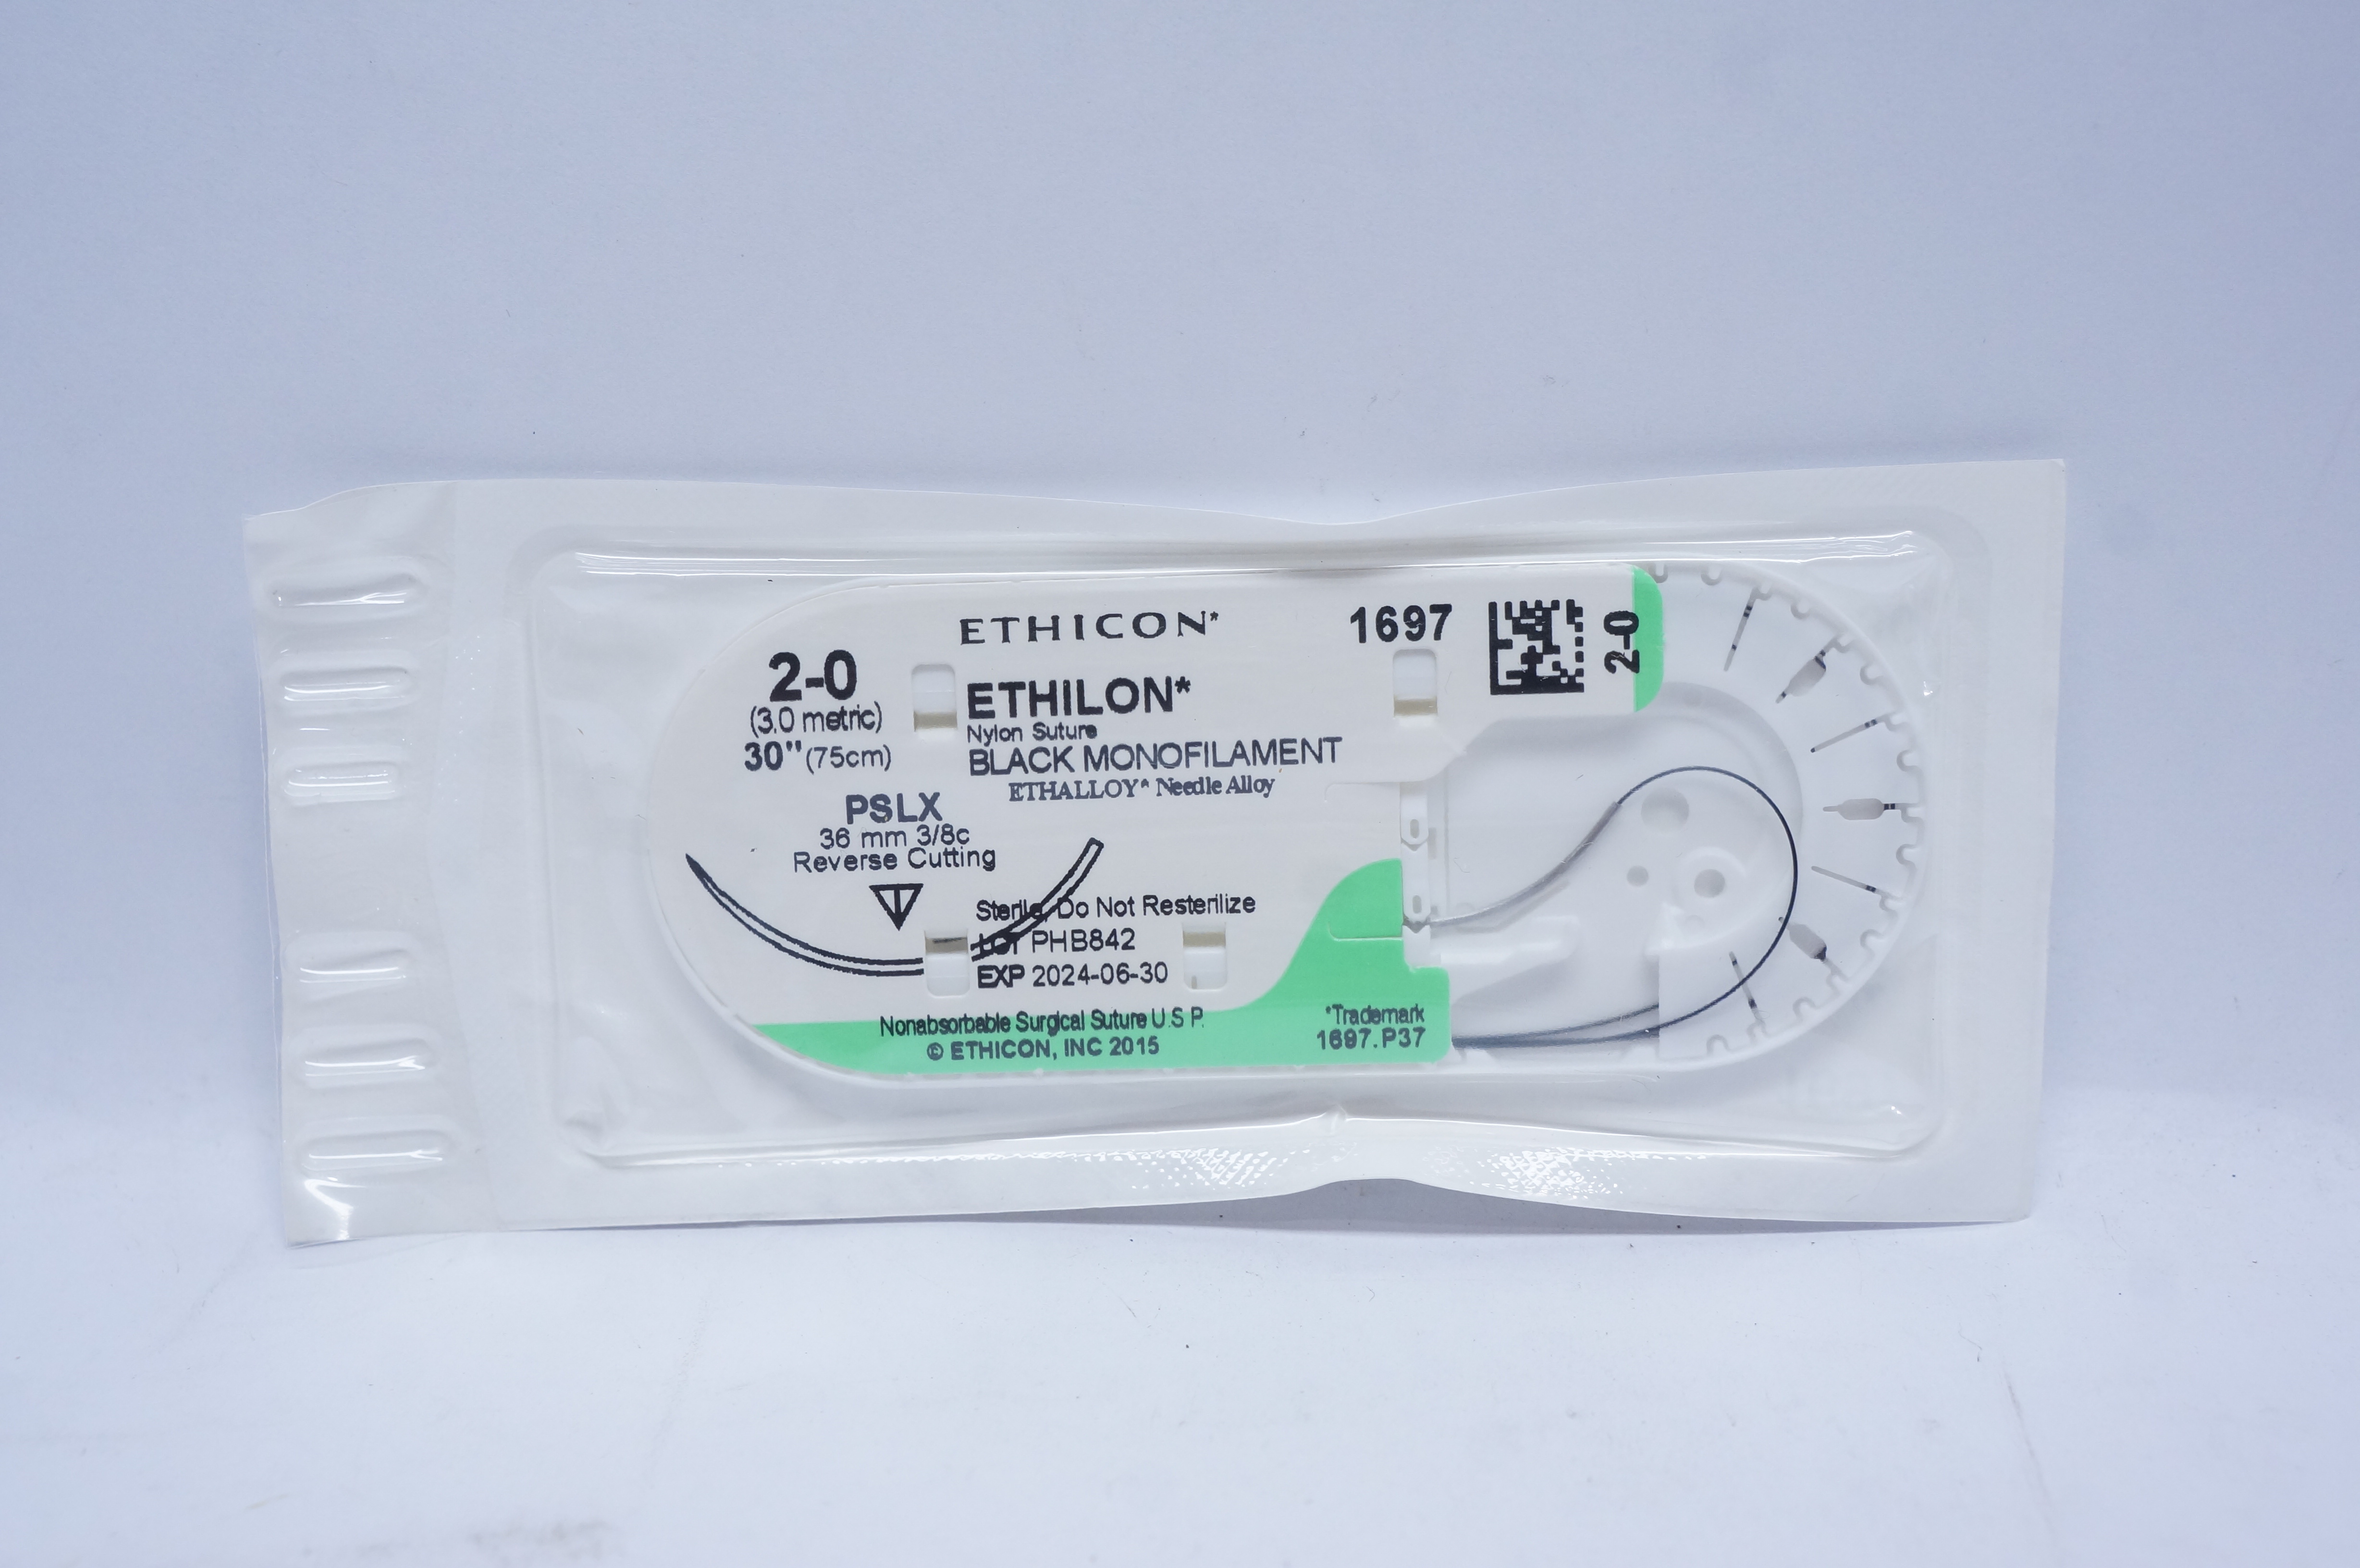 ETHICON*
1697
2-0
2-0
(3.0 metric)
30" (75cm)
ETHILON*
Nylon Suture
BLACK MONOFILAMENT
ETHALLOY* Needle Alloy
PSLX
36 mm 3/8c
Reverse Cutting
Sterile, Do Not Resterilize
LOT PHB842
EXP 2024-06-30
Nonabsorbable Surgical Suture U.S.P.
© ETHICON, INC 2015
*Trademark
1697.P37